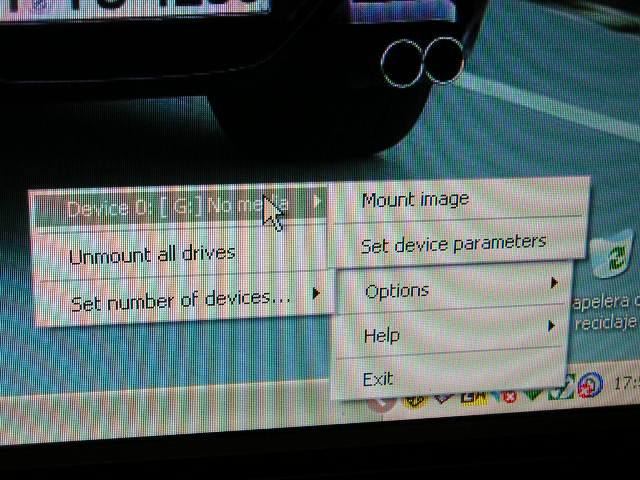 Device 0: [ G:] No media
Unmount all drives
Set number of devices...
Mount image
Set device parameters
Options
Help
Exit
reciclaje